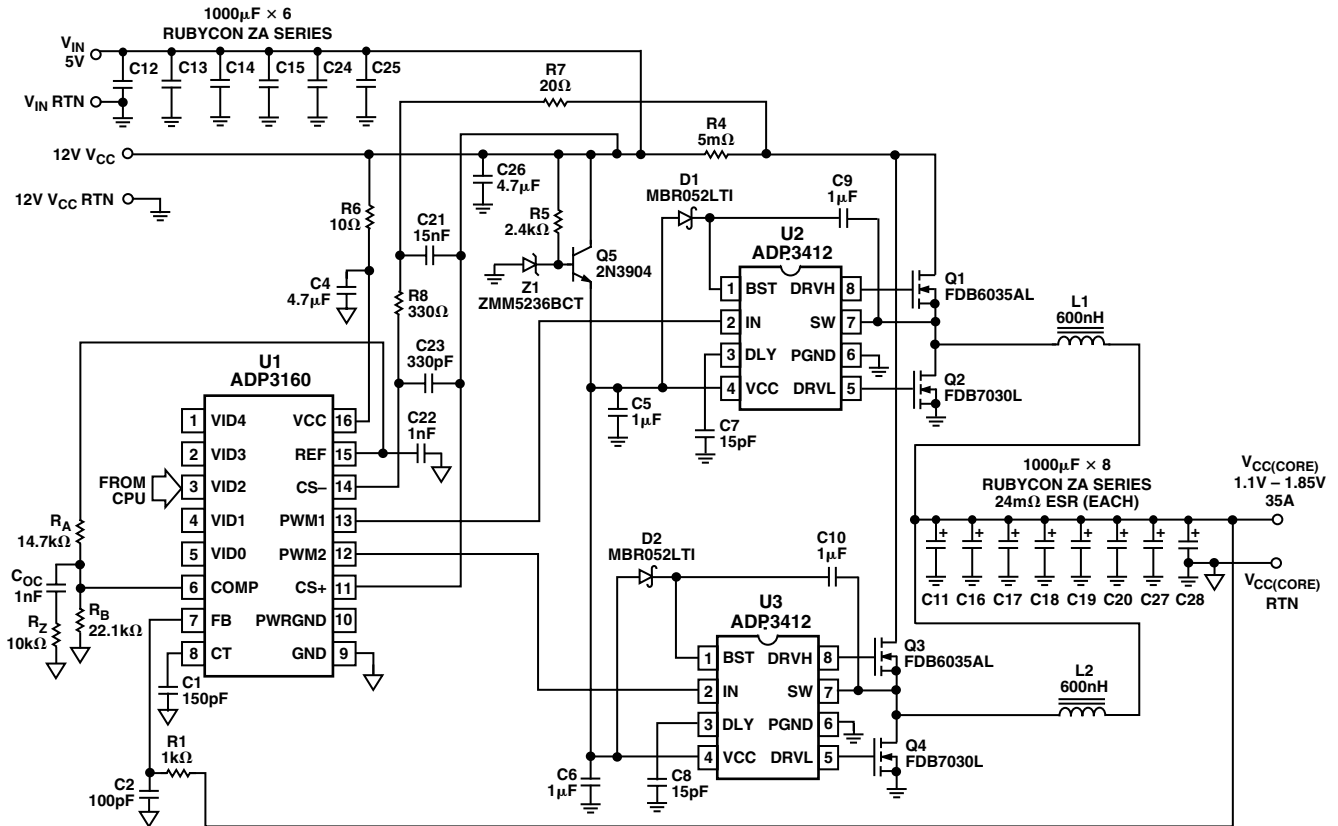 1000μF × 6
RUBYCON ZA SERIES
VIN
5V
C12
C13
C14
C15
C24
C25
VIN RTN
R7
20Ω
R4
5mΩ
12V VCC
12V VCC RTN
C26
4.7μF
R6
10Ω
C21
15nF
R5
2.4kΩ
Q5
2N3904
Z1
ZMM5236BCT
D1
MBR052LTI
C9
1μF
C4
4.7μF
R8
330Ω
C23
330pF
C22
1nF
U2
ADP3412
1 BST DRVH 8
2 IN SW 7
3 DLY PGND 6
4 VCC DRVL 5
Q1
FDB6035AL
L1
600nH
Q2
FDB7030L
C5
1μF
C7
15pF
U1
ADP3160
1 VID4 VCC 16
2 VID3 REF 15
3 VID2 CS– 14
4 VID1 PWM1 13
5 VID0 PWM2 12
6 COMP CS+ 11
7 FB PWRGND 10
8 CT GND 9
FROM
CPU
RA
14.7kΩ
COC
1nF
RZ
10kΩ
RB
22.1kΩ
C1
150pF
R1
1kΩ
C2
100pF
1000μF × 8
RUBYCON ZA SERIES
24mΩ ESR (EACH)
VCC(CORE)
1.1V – 1.85V
35A
+ + + + + + + +
C11 C16 C17 C18 C19 C20 C27 C28
VCC(CORE)
RTN
D2
MBR052LTI
C10
1μF
U3
ADP3412
1 BST DRVH 8
2 IN SW 7
3 DLY PGND 6
4 VCC DRVL 5
Q3
FDB6035AL
L2
600nH
Q4
FDB7030L
C6
1μF
C8
15pF